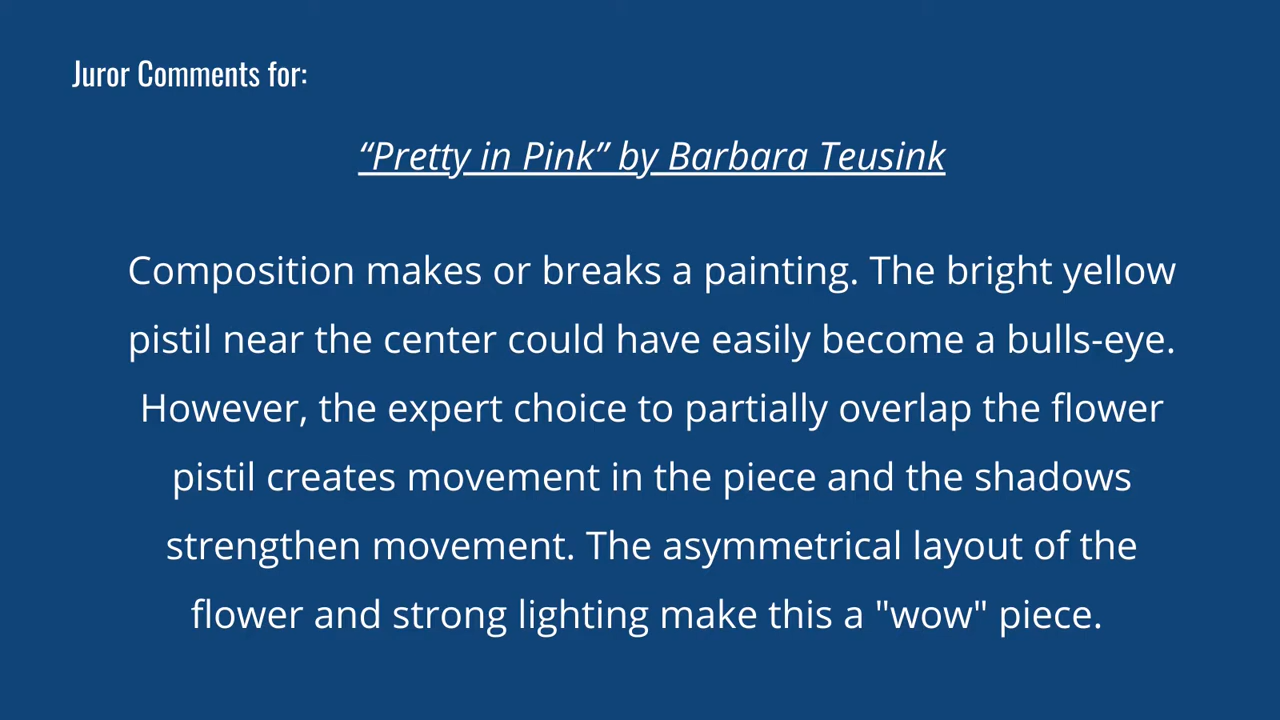 Juror Comments for:
“Pretty in Pink” by Barbara Teusink
Composition makes or breaks a painting. The bright yellow
pistil near the center could have easily become a bulls-eye.
However, the expert choice to partially overlap the flower
pistil creates movement in the piece and the shadows
strengthen movement. The asymmetrical layout of the
flower and strong lighting make this a "wow" piece.